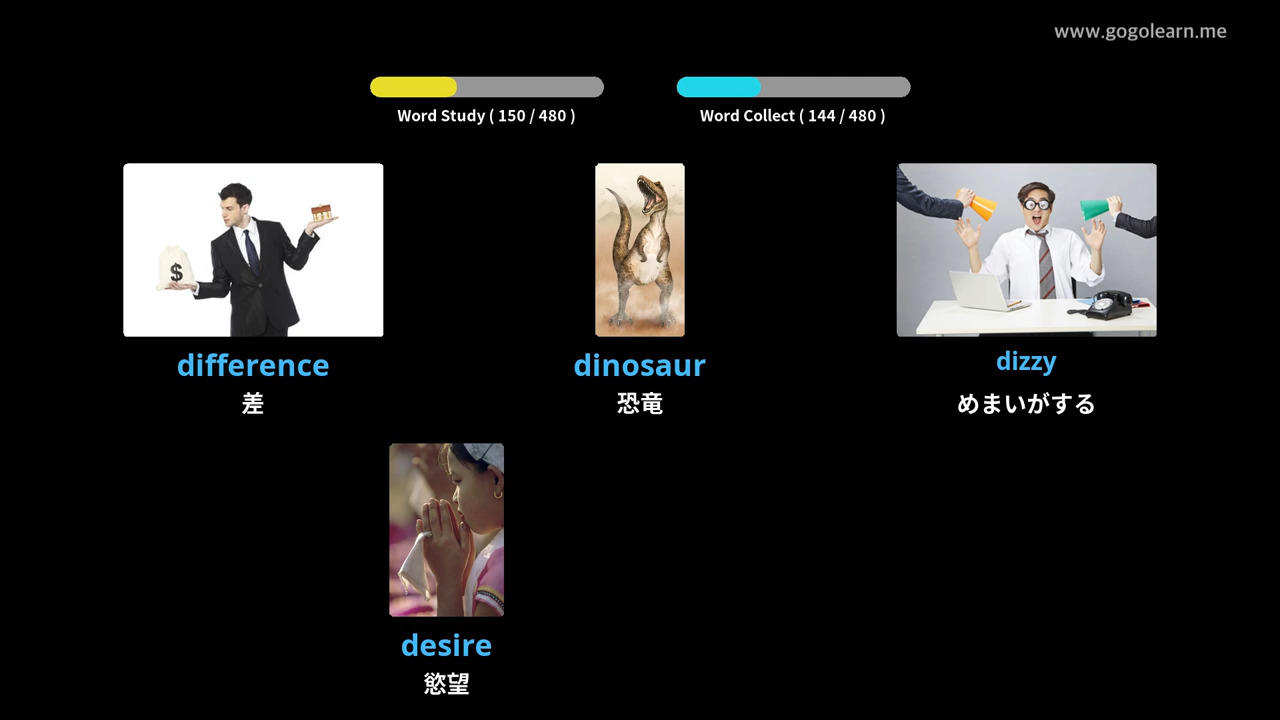 www.gogolearn.me
Word Study ( 150 / 480 )
Word Collect ( 144 / 480 )
$
difference
dinosaur
dizzy
差
恐竜
めまいがする
desire
慾望